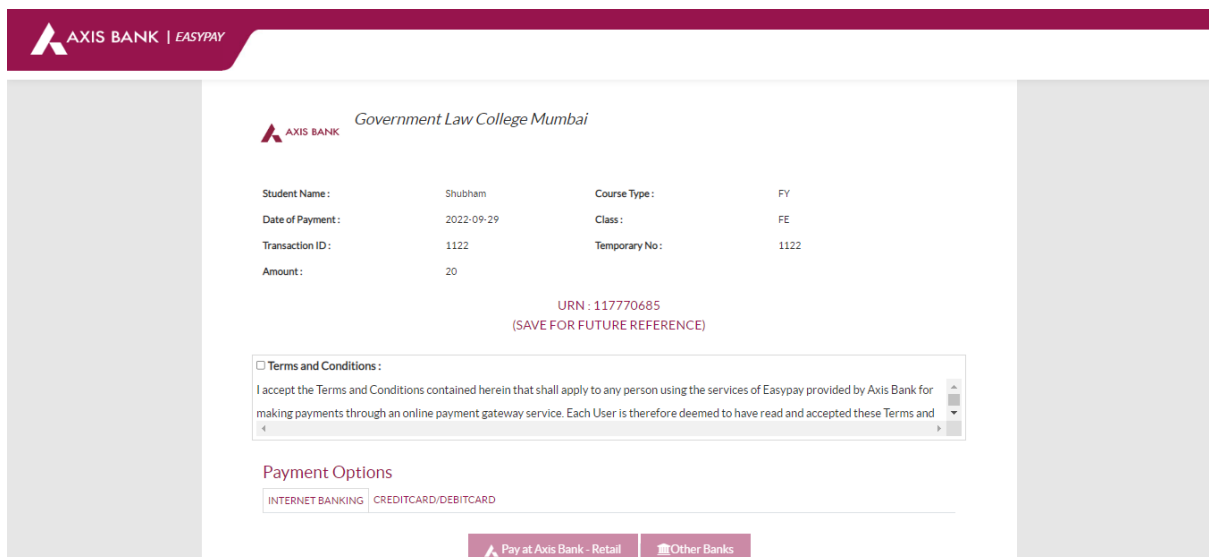 AXIS BANK | EASYPAY
AXIS BANK
Government Law College Mumbai
Student Name : Shubham Course Type : FY
Date of Payment : 2022-09-29 Class : FE
Transaction ID : 1122 Temporary No : 1122
Amount : 20
URN : 117770685
(SAVE FOR FUTURE REFERENCE)
Terms and Conditions :
I accept the Terms and Conditions contained herein that shall apply to any person using the services of Easypay provided by Axis Bank for
making payments through an online payment gateway service. Each User is therefore deemed to have read and accepted these Terms and
Payment Options
INTERNET BANKING CREDITCARD/DEBITCARD
Pay at Axis Bank - Retail Other Banks